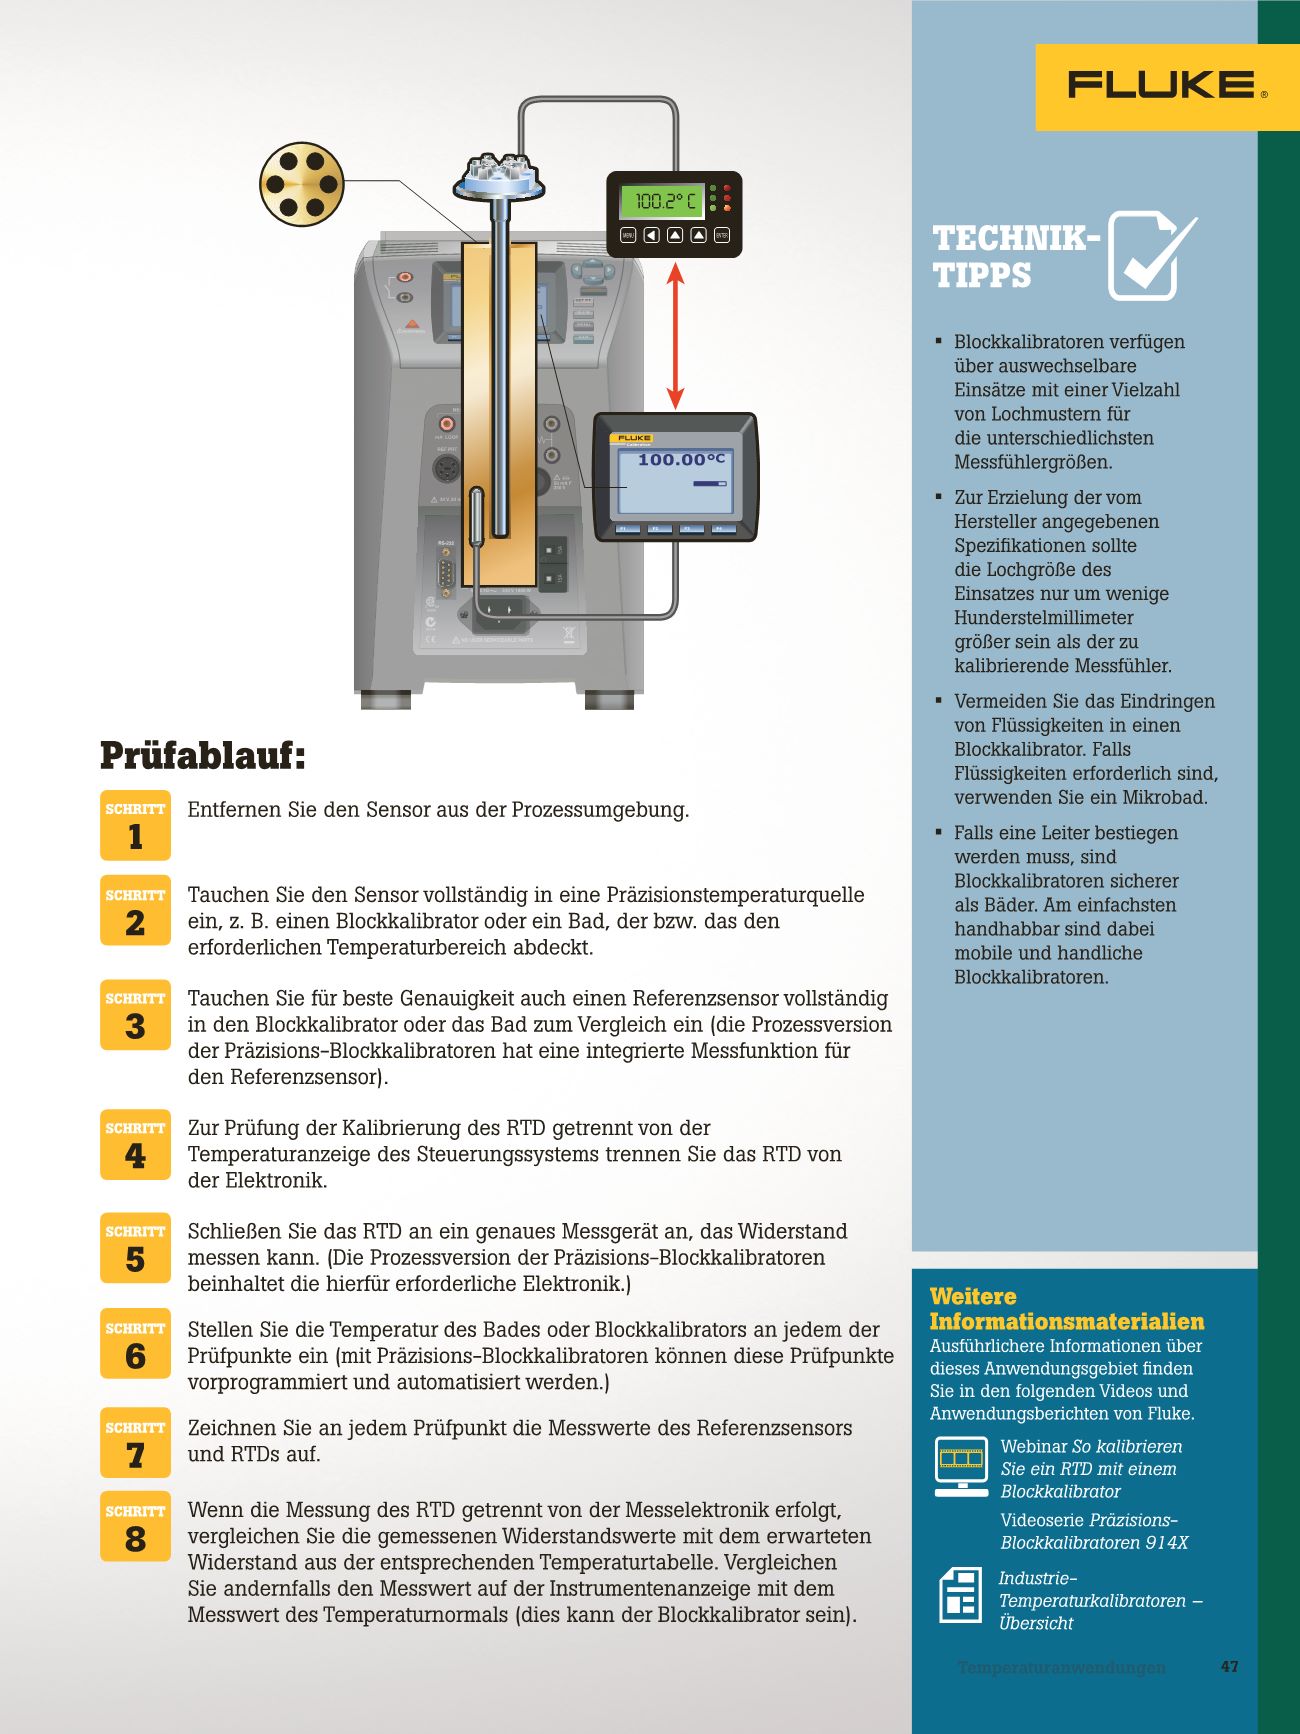 FLUKE®
100.2° C
MENU
ENTER
FLUKE
Calibration
100.00°C
F1 F2 F3 F4
REF PRT
RS-232
NO USER SERVICEABLE PARTS
TECHNIK-
TIPPS
▪ Blockkalibratoren verfügen
über auswechselbare
Einsätze mit einer Vielzahl
von Lochmustern für
die unterschiedlichsten
Messfühlergrößen.
▪ Zur Erzielung der vom
Hersteller angegebenen
Spezifikationen sollte
die Lochgröße des
Einsatzes nur um wenige
Hunderstelmillimeter
größer sein als der zu
kalibrierende Messfühler.
▪ Vermeiden Sie das Eindringen
von Flüssigkeiten in einen
Blockkalibrator. Falls
Flüssigkeiten erforderlich sind,
verwenden Sie ein Mikrobad.
▪ Falls eine Leiter bestiegen
werden muss, sind
Blockkalibratoren sicherer
als Bäder. Am einfachsten
handhabbar sind dabei
mobile und handliche
Blockkalibratoren.
Prüfablauf:
SCHRITT
1
Entfernen Sie den Sensor aus der Prozessumgebung.
SCHRITT
2
Tauchen Sie den Sensor vollständig in eine Präzisionstemperaturquelle
ein, z. B. einen Blockkalibrator oder ein Bad, der bzw. das den
erforderlichen Temperaturbereich abdeckt.
SCHRITT
3
Tauchen Sie für beste Genauigkeit auch einen Referenzsensor vollständig
in den Blockkalibrator oder das Bad zum Vergleich ein (die Prozessversion
der Präzisions-Blockkalibratoren hat eine integrierte Messfunktion für
den Referenzsensor).
SCHRITT
4
Zur Prüfung der Kalibrierung des RTD getrennt von der
Temperaturanzeige des Steuerungssystems trennen Sie das RTD von
der Elektronik.
SCHRITT
5
Schließen Sie das RTD an ein genaues Messgerät an, das Widerstand
messen kann. (Die Prozessversion der Präzisions-Blockkalibratoren
beinhaltet die hierfür erforderliche Elektronik.)
SCHRITT
6
Stellen Sie die Temperatur des Bades oder Blockkalibrators an jedem der
Prüfpunkte ein (mit Präzisions-Blockkalibratoren können diese Prüfpunkte
vorprogrammiert und automatisiert werden.)
SCHRITT
7
Zeichnen Sie an jedem Prüfpunkt die Messwerte des Referenzsensors
und RTDs auf.
SCHRITT
8
Wenn die Messung des RTD getrennt von der Messelektronik erfolgt,
vergleichen Sie die gemessenen Widerstandswerte mit dem erwarteten
Widerstand aus der entsprechenden Temperaturtabelle. Vergleichen
Sie andernfalls den Messwert auf der Instrumentenanzeige mit dem
Messwert des Temperaturnormals (dies kann der Blockkalibrator sein).
Weitere
Informationsmaterialien
Ausführlichere Informationen über
dieses Anwendungsgebiet finden
Sie in den folgenden Videos und
Anwendungsberichten von Fluke.
Webinar So kalibrieren
Sie ein RTD mit einem
Blockkalibrator
Videoserie Präzisions-
Blockkalibratoren 914X
Industrie-
Temperaturkalibratoren –
Übersicht
Temperaturanwendungen 47